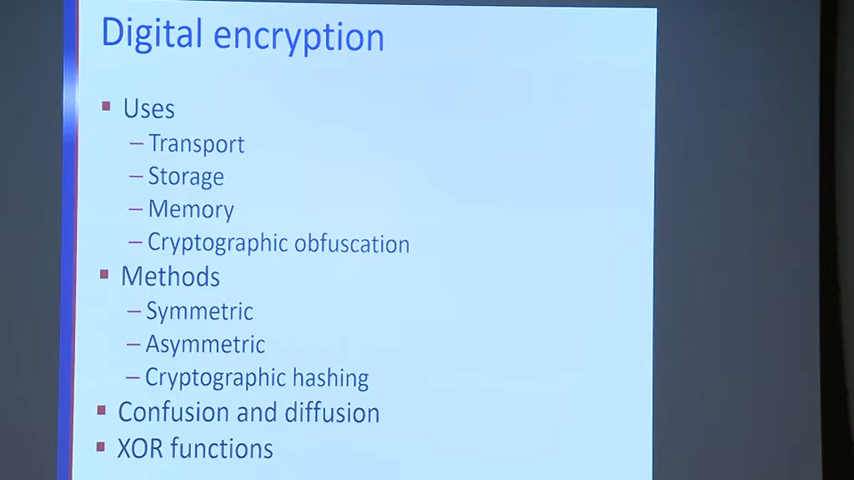 Digital encryption
▪ Uses
– Transport
– Storage
– Memory
– Cryptographic obfuscation
▪ Methods
– Symmetric
– Asymmetric
– Cryptographic hashing
▪ Confusion and diffusion
▪ XOR functions